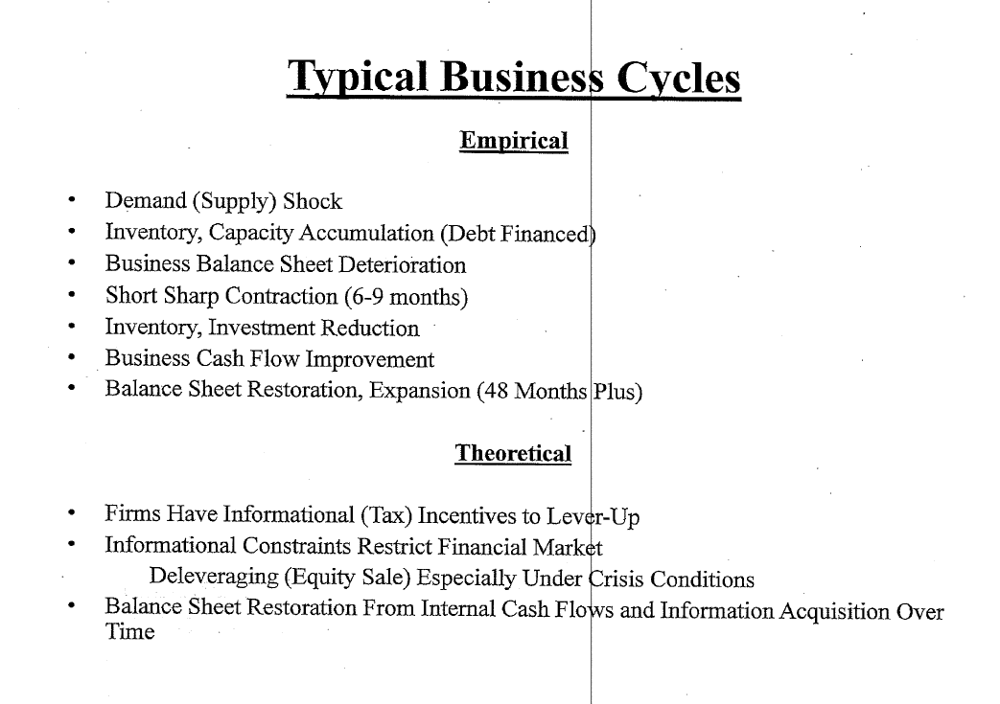 Typical Business Cycles
Empirical
• Demand (Supply) Shock
• Inventory, Capacity Accumulation (Debt Financed)
• Business Balance Sheet Deterioration
• Short Sharp Contraction (6-9 months)
• Inventory, Investment Reduction
• Business Cash Flow Improvement
• Balance Sheet Restoration, Expansion (48 Months Plus)
Theoretical
• Firms Have Informational (Tax) Incentives to Lever-Up
• Informational Constraints Restrict Financial Market
Deleveraging (Equity Sale) Especially Under Crisis Conditions
• Balance Sheet Restoration From Internal Cash Flows and Information Acquisition Over
Time